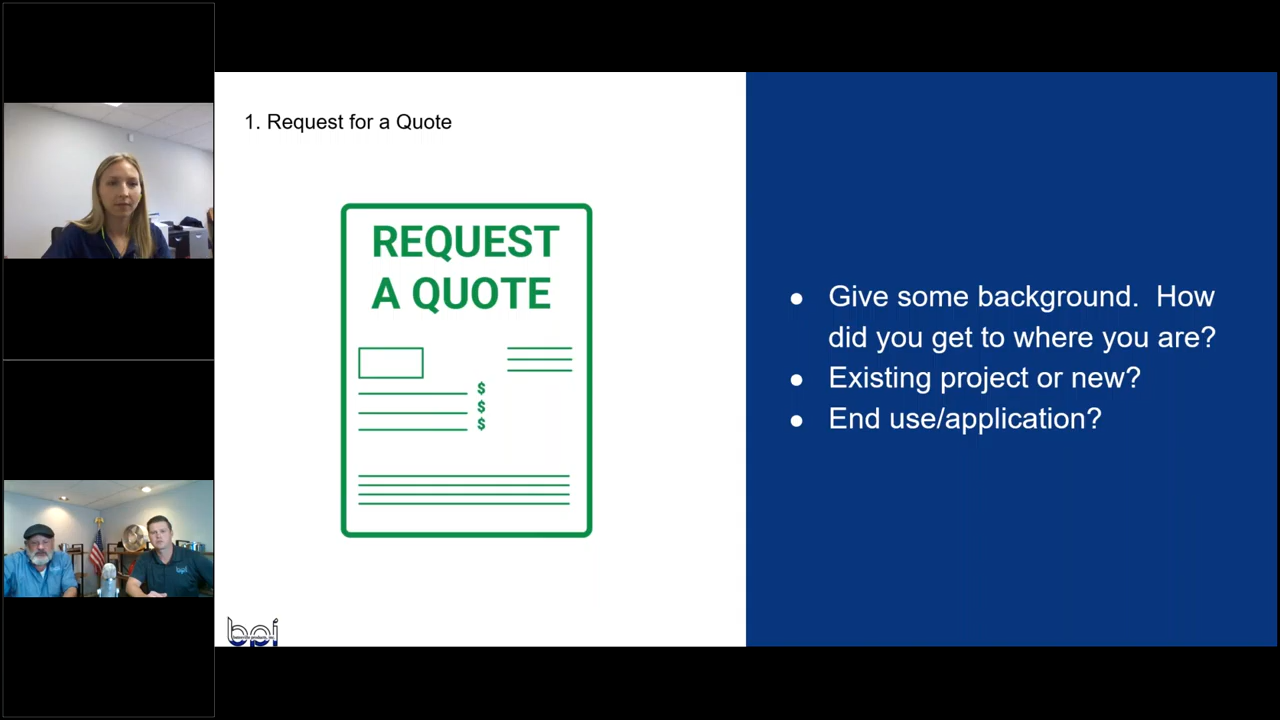 1. Request for a Quote
REQUEST
A QUOTE
$
$
$
● Give some background.  How
did you get to where you are?
● Existing project or new?
● End use/application?
bpi